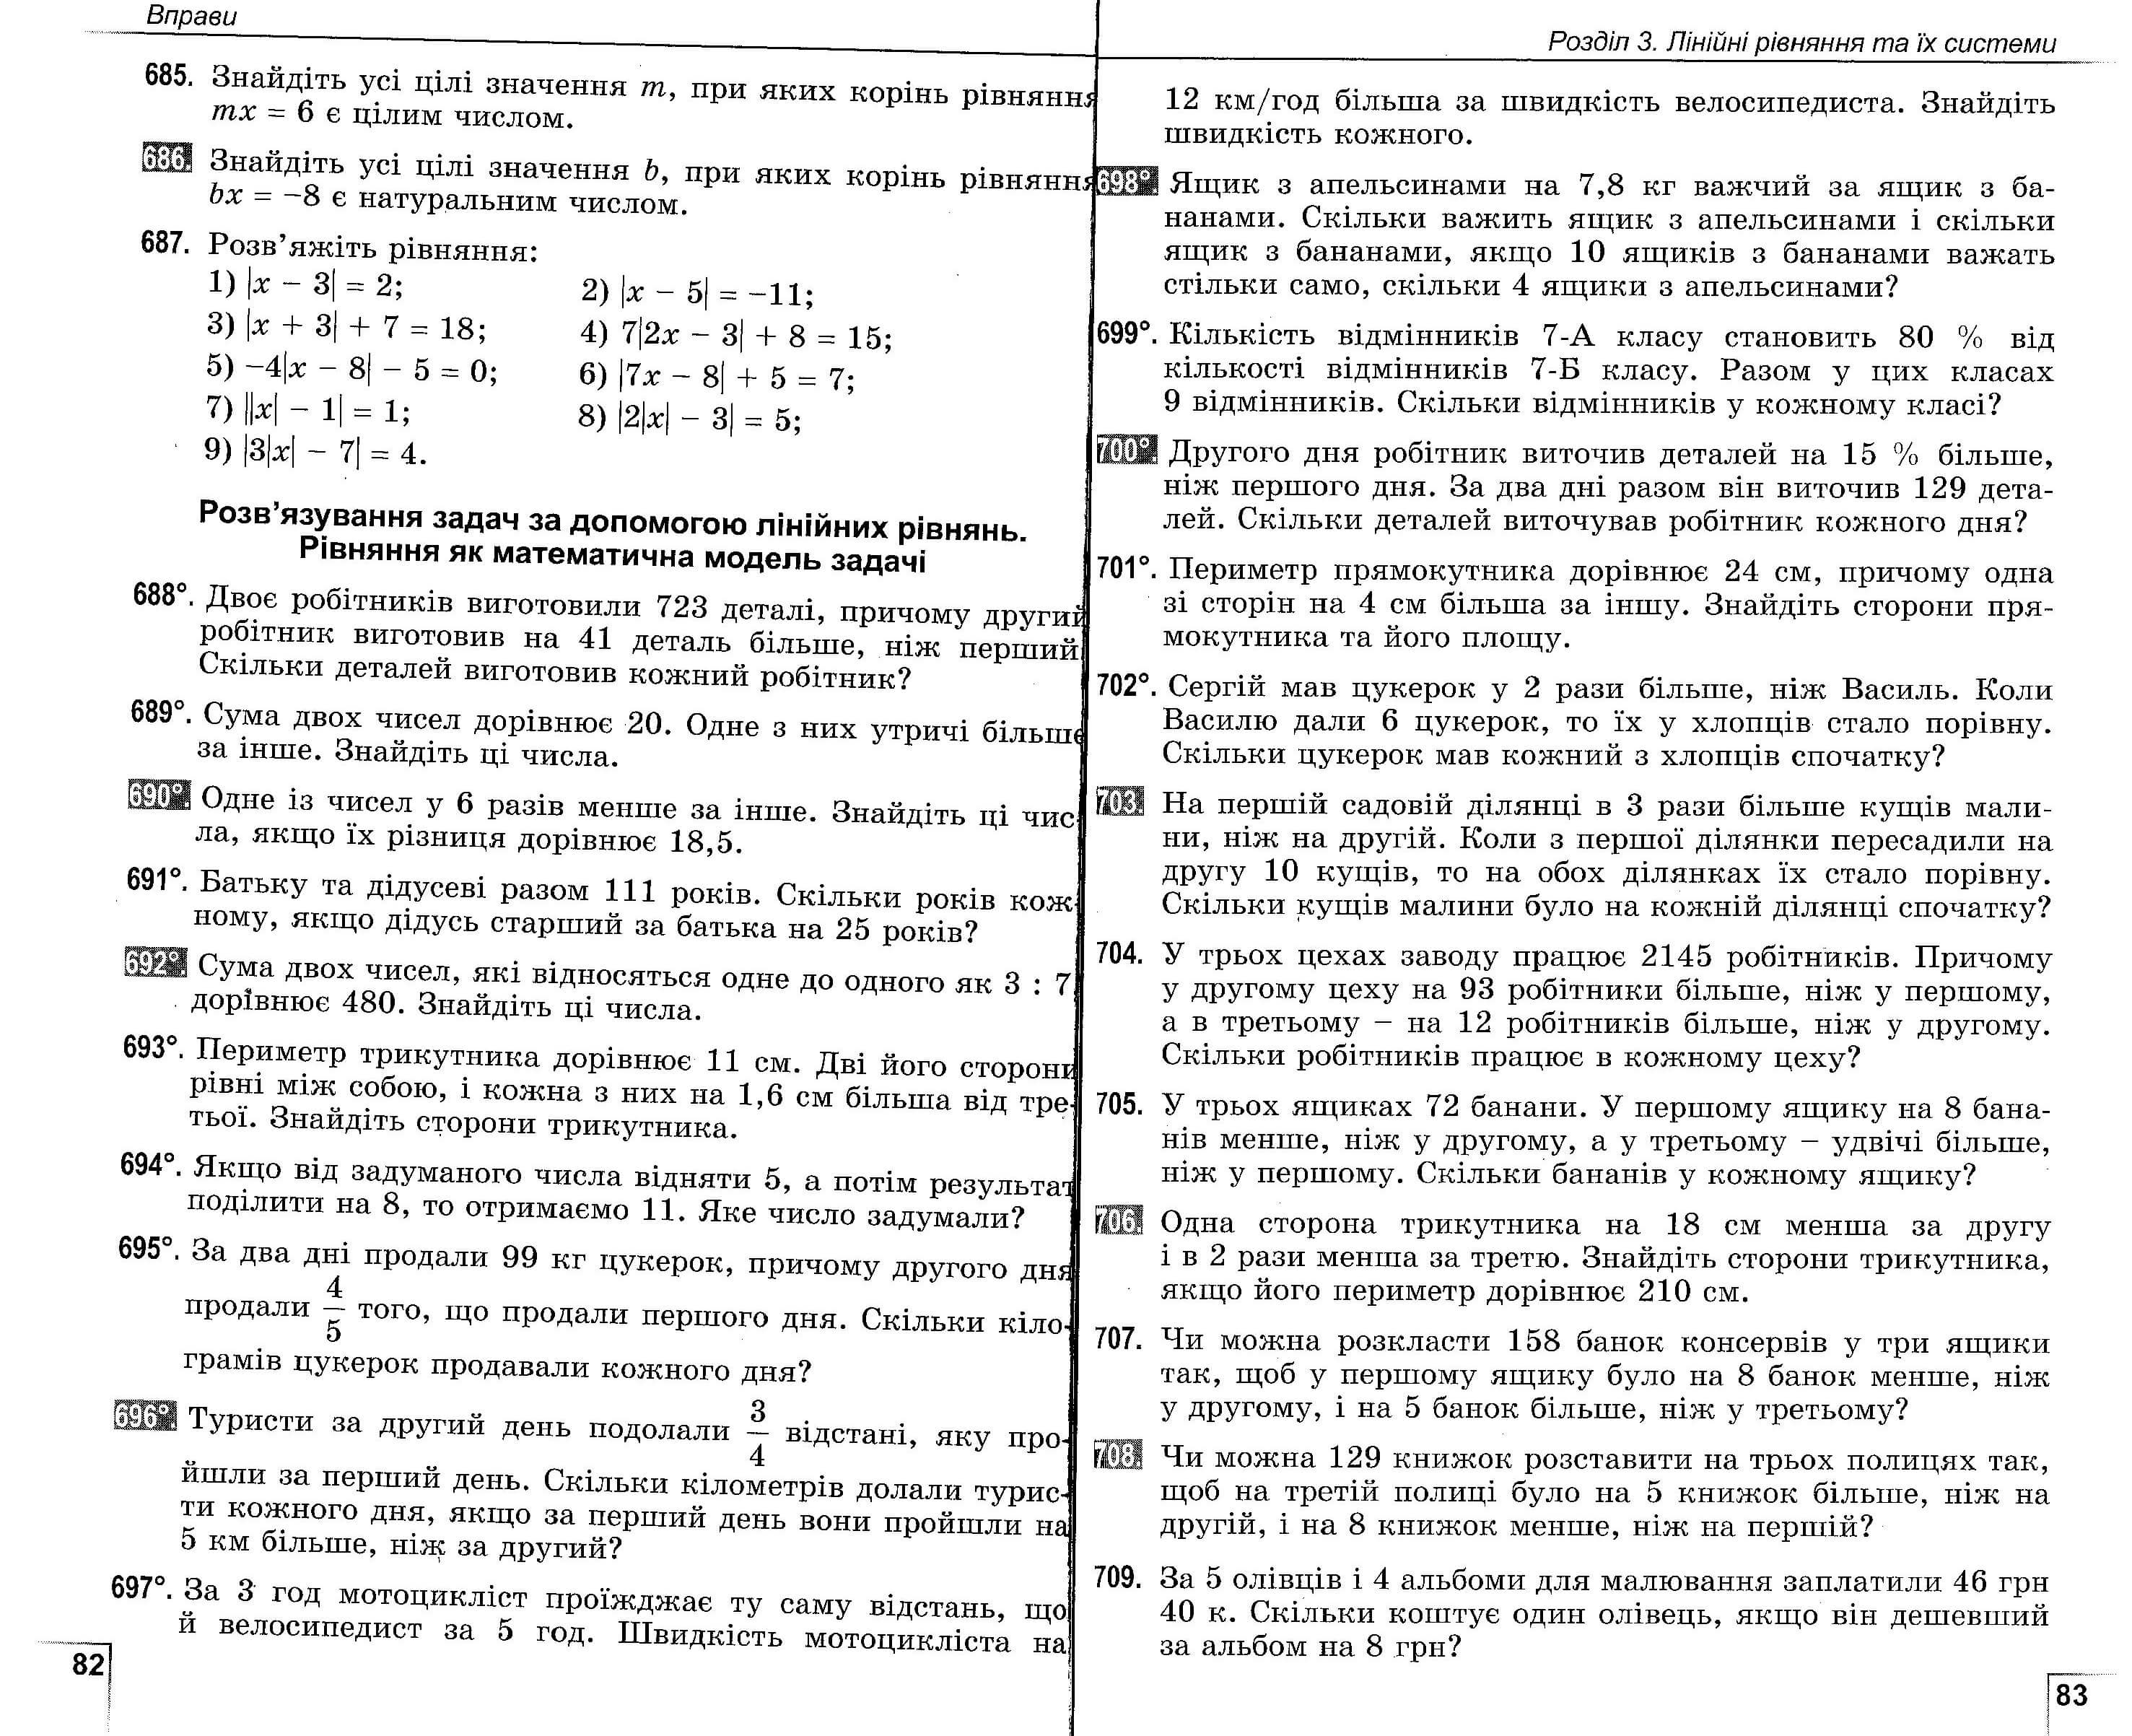 Вправи
685. Знайдіть усі цілі значення m, при яких корінь рівняння
mx = 6 є цілим числом.
686. Знайдіть усі цілі значення b, при яких корінь рівняння
bx = −8 є натуральним числом.
687. Розв’яжіть рівняння:
1) |x − 3| = 2; 2) |x − 5| = −11;
3) |x + 3| + 7 = 18; 4) 7|2x − 3| + 8 = 15;
5) −4|x − 8| − 5 = 0; 6) |7x − 8| + 5 = 7;
7) ||x| − 1| = 1; 8) |2|x| − 3| = 5;
9) |3|x| − 7| = 4.
Розв’язування задач за допомогою лінійних рівнянь.
Рівняння як математична модель задачі
688°. Двоє робітників виготовили 723 деталі, причому другий
робітник виготовив на 41 деталь більше, ніж перший
Скільки деталей виготовив кожний робітник?
689°. Сума двох чисел дорівнює 20. Одне з них утричі більше
за інше. Знайдіть ці числа.
690°. Одне із чисел у 6 разів менше за інше. Знайдіть ці чис-
ла, якщо їх різниця дорівнює 18,5.
691°. Батьку та дідусеві разом 111 років. Скільки років кож-
ному, якщо дідусь старший за батька на 25 років?
692°. Сума двох чисел, які відносяться одне до одного як 3 : 7
дорівнює 480. Знайдіть ці числа.
693°. Периметр трикутника дорівнює 11 см. Дві його сторони
рівні між собою, і кожна з них на 1,6 см більша від тре-
тьої. Знайдіть сторони трикутника.
694°. Якщо від задуманого числа відняти 5, а потім результат
поділити на 8, то отримаємо 11. Яке число задумали?
695°. За два дні продали 99 кг цукерок, причому другого дня
продали 4/5 того, що продали першого дня. Скільки кіло-
грамів цукерок продавали кожного дня?
696°. Туристи за другий день подолали 3/4 відстані, яку про-
йшли за перший день. Скільки кілометрів долали турис-
ти кожного дня, якщо за перший день вони пройшли на
5 км більше, ніж за другий?
697°. За 3 год мотоцикліст проїжджає ту саму відстань, що
й велосипедист за 5 год. Швидкість мотоцикліста на
82
Розділ 3. Лінійні рівняння та їх системи
12 км/год більша за швидкість велосипедиста. Знайдіть
швидкість кожного.
698°. Ящик з апельсинами на 7,8 кг важчий за ящик з ба-
нанами. Скільки важить ящик з апельсинами і скільки
ящик з бананами, якщо 10 ящиків з бананами важать
стільки само, скільки 4 ящики з апельсинами?
699°. Кількість відмінників 7-А класу становить 80 % від
кількості відмінників 7-Б класу. Разом у цих класах
9 відмінників. Скільки відмінників у кожному класі?
700°. Другого дня робітник виточив деталей на 15 % більше,
ніж першого дня. За два дні разом він виточив 129 дета-
лей. Скільки деталей виточував робітник кожного дня?
701°. Периметр прямокутника дорівнює 24 см, причому одна
зі сторін на 4 см більша за іншу. Знайдіть сторони пря-
мокутника та його площу.
702°. Сергій мав цукерок у 2 рази більше, ніж Василь. Коли
Василю дали 6 цукерок, то їх у хлопців стало порівну.
Скільки цукерок мав кожний з хлопців спочатку?
703. На першій садовій ділянці в 3 рази більше кущів мали-
ни, ніж на другій. Коли з першої ділянки пересадили на
другу 10 кущів, то на обох ділянках їх стало порівну.
Скільки кущів малини було на кожній ділянці спочатку?
704. У трьох цехах заводу працює 2145 робітників. Причому
у другому цеху на 93 робітники більше, ніж у першому,
а в третьому − на 12 робітників більше, ніж у другому.
Скільки робітників працює в кожному цеху?
705. У трьох ящиках 72 банани. У першому ящику на 8 бана-
нів менше, ніж у другому, а у третьому − удвічі більше,
ніж у першому. Скільки бананів у кожному ящику?
706. Одна сторона трикутника на 18 см менша за другу
і в 2 рази менша за третю. Знайдіть сторони трикутника,
якщо його периметр дорівнює 210 см.
707. Чи можна розкласти 158 банок консервів у три ящики
так, щоб у першому ящику було на 8 банок менше, ніж
у другому, і на 5 банок більше, ніж у третьому?
708. Чи можна 129 книжок розставити на трьох полицях так,
щоб на третій полиці було на 5 книжок більше, ніж на
другій, і на 8 книжок менше, ніж на першій?
709. За 5 олівців і 4 альбоми для малювання заплатили 46 грн
40 к. Скільки коштує один олівець, якщо він дешевший
за альбом на 8 грн?
83